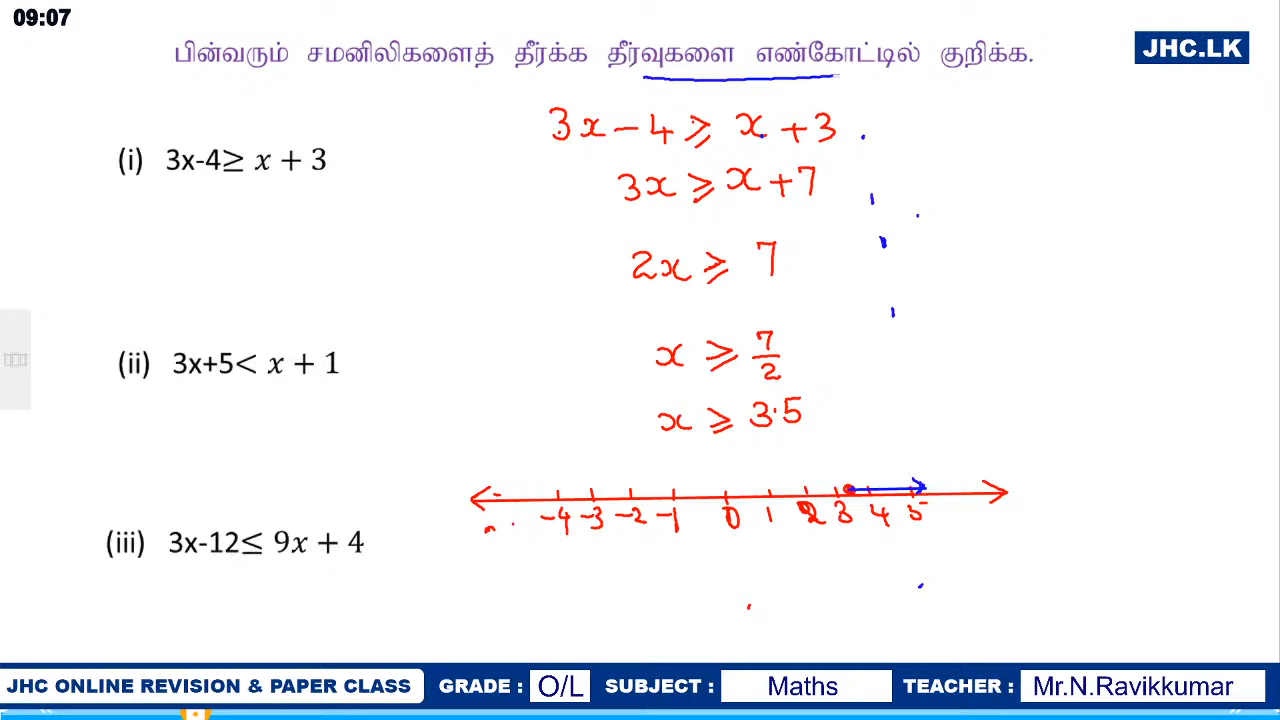 09:07
பின்வரும் சமனிலிகளைத் தீர்க்க தீர்வுகளை எண்கோட்டில் குறிக்க.
JHC.LK
(i) 3x-4≥ x + 3
3x - 4 ⩾ x + 3
3x ⩾ x + 7
2x ⩾ 7
(ii) 3x+5< x + 1
x ⩾ 7/2
x ⩾ 3.5
-4 -3 -2 -1 0 1 2 3 4 5
(iii) 3x-12≤ 9x + 4
JHC ONLINE REVISION & PAPER CLASS GRADE : O/L SUBJECT : Maths TEACHER : Mr.N.Ravikkumar